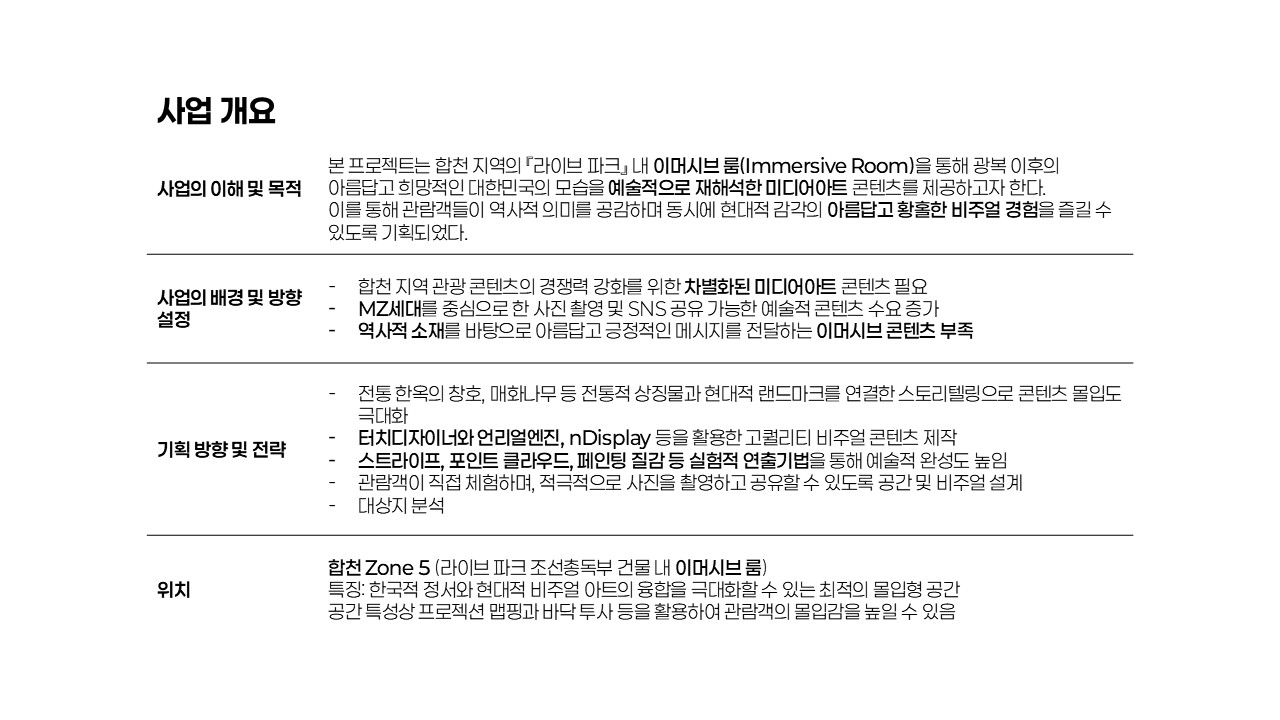 사업 개요
사업의 이해 및 목적
본 프로젝트는 합천 지역의 『라이브 파크』 내 이머시브 룸(Immersive Room)을 통해 광복 이후의
아름답고 희망적인 대한민국의 모습을 예술적으로 재해석한 미디어아트 콘텐츠를 제공하고자 한다.
이를 통해 관람객들이 역사적 의미를 공감하며 동시에 현대적 감각의 아름답고 황홀한 비주얼 경험을 즐길 수
있도록 기획되었다.
사업의 배경 및 방향
설정
- 합천 지역 관광 콘텐츠의 경쟁력 강화를 위한 차별화된 미디어아트 콘텐츠 필요
- MZ세대를 중심으로 한 사진 촬영 및 SNS 공유 가능한 예술적 콘텐츠 수요 증가
- 역사적 소재를 바탕으로 아름답고 긍정적인 메시지를 전달하는 이머시브 콘텐츠 부족
기획 방향 및 전략
- 전통 한옥의 창호, 매화나무 등 전통적 상징물과 현대적 랜드마크를 연결한 스토리텔링으로 콘텐츠 몰입도
극대화
- 터치디자이너와 언리얼엔진, nDisplay 등을 활용한 고퀄리티 비주얼 콘텐츠 제작
- 스트라이프, 포인트 클라우드, 페인팅 질감 등 실험적 연출기법을 통해 예술적 완성도 높임
- 관람객이 직접 체험하며, 적극적으로 사진을 촬영하고 공유할 수 있도록 공간 및 비주얼 설계
- 대상지 분석
위치
합천 Zone 5 (라이브 파크 조선총독부 건물 내 이머시브 룸)
특징: 한국적 정서와 현대적 비주얼 아트의 융합을 극대화할 수 있는 최적의 몰입형 공간
공간 특성상 프로젝션 맵핑과 바닥 투사 등을 활용하여 관람객의 몰입감을 높일 수 있음